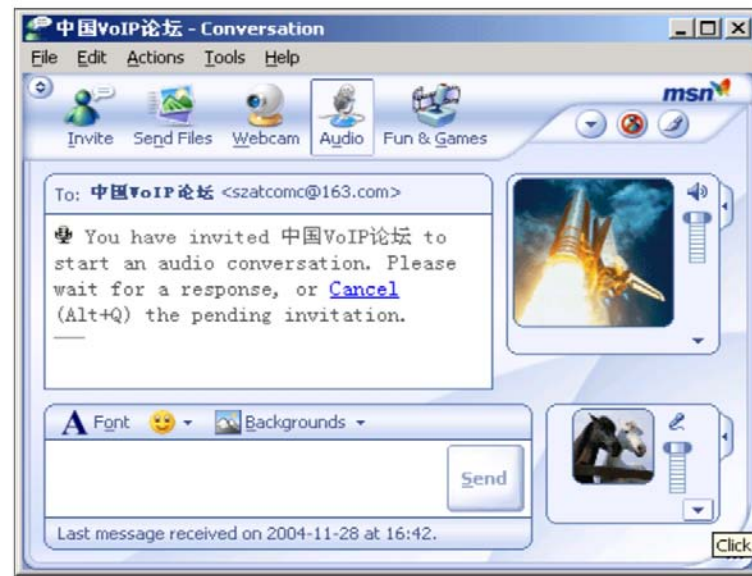 中国VoIP论坛 - Conversation
File Edit Actions Tools Help
msn
Invite Send Files Webcam Audio Fun & Games
To: 中国VoIP论坛 <szatcomc@163.com>
You have invited 中国VoIP论坛 to
start an audio conversation. Please
wait for a response, or Cancel
(Alt+Q) the pending invitation.
A Font Backgrounds
Send
Last message received on 2004-11-28 at 16:42.
Click